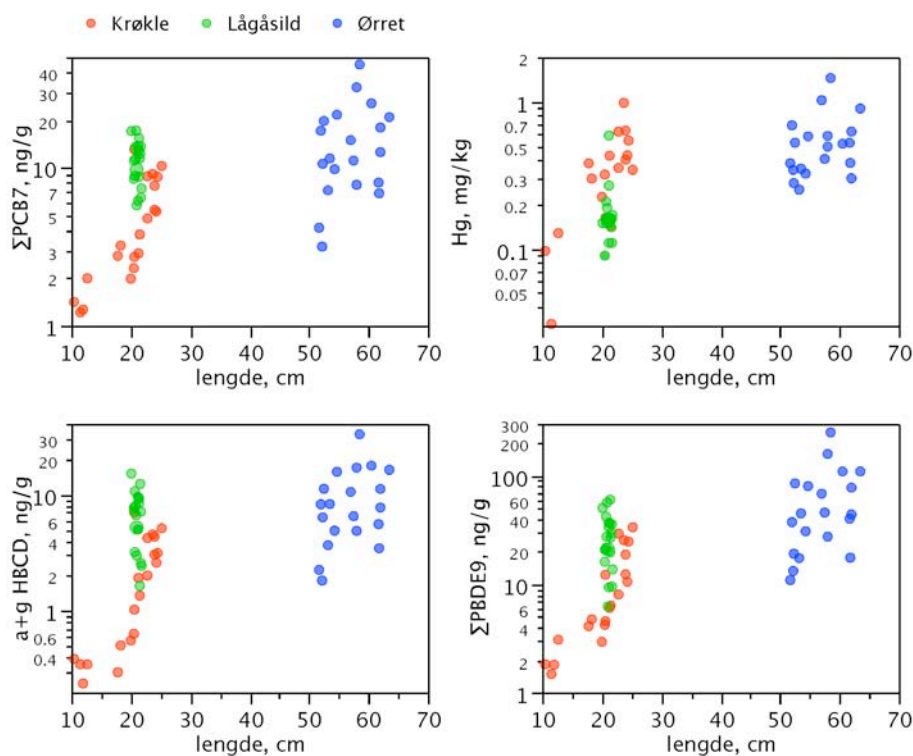 Krøkle Lågåsild Ørret
ΣPCB7, ng/g
40
30
20
10
7
5
3
2
1
10 20 30 40 50 60 70
lengde, cm
Hg, mg/kg
2
1
0.7
0.5
0.3
0.2
0.1
0.07
0.05
10 20 30 40 50 60 70
lengde, cm
a+g HBCD, ng/g
30
20
10
6
4
2
1
0.6
0.4
10 20 30 40 50 60 70
lengde, cm
ΣPBDE9, ng/g
300
200
100
60
40
20
10
6
4
2
1
10 20 30 40 50 60 70
lengde, cm